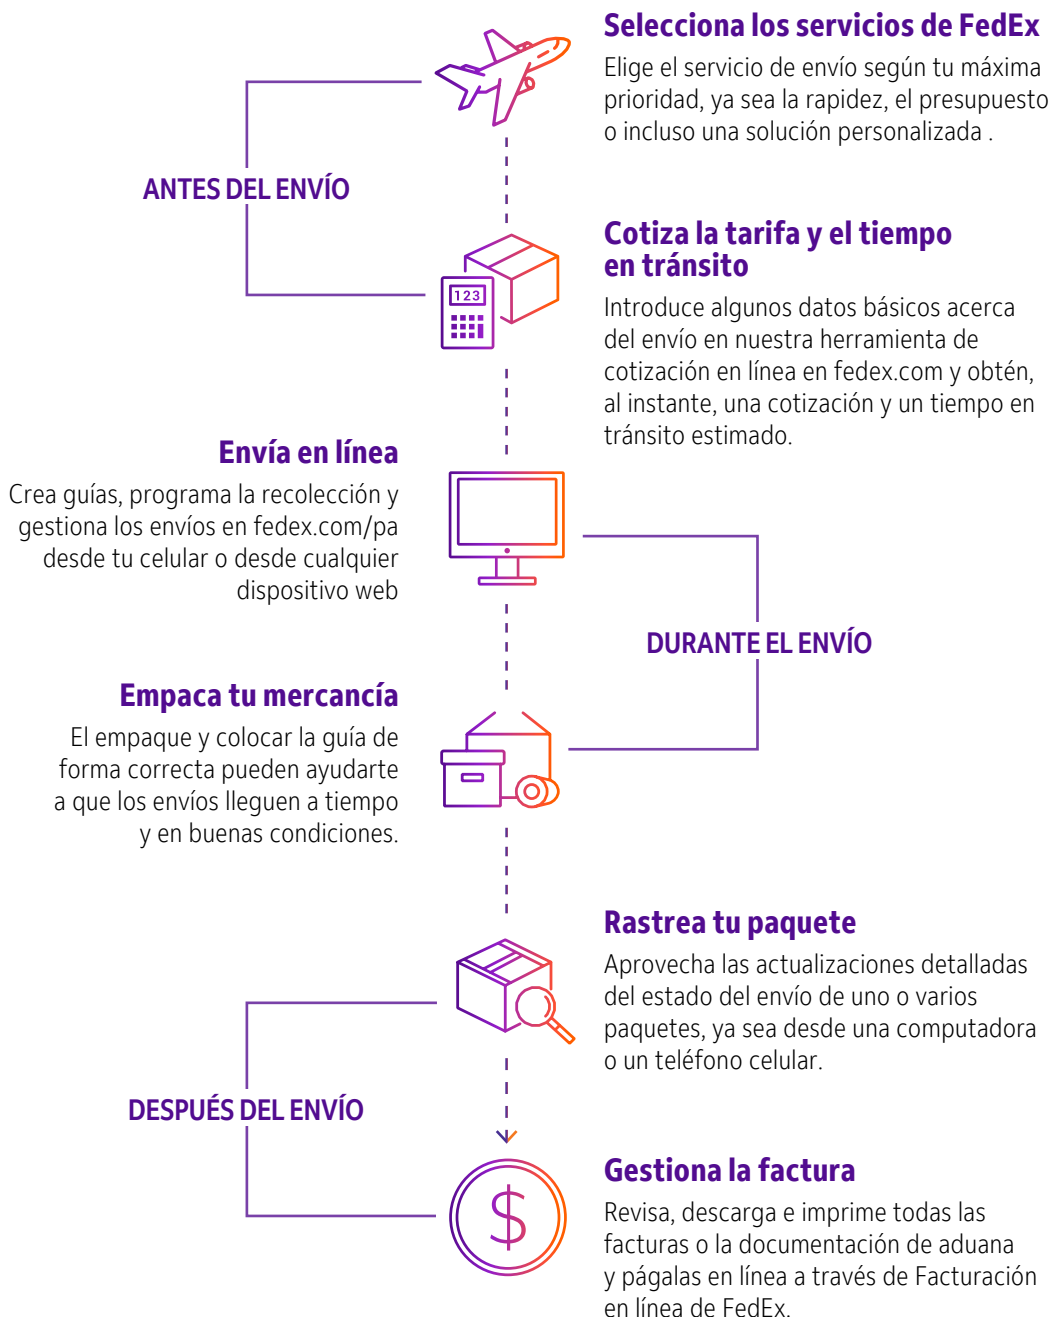 Selecciona los servicios de FedEx
Elige el servicio de envío según tu máxima
prioridad, ya sea la rapidez, el presupuesto
o incluso una solución personalizada .
ANTES DEL ENVÍO
Cotiza la tarifa y el tiempo
en tránsito
Introduce algunos datos básicos acerca
del envío en nuestra herramienta de
cotización en línea en fedex.com y obtén,
al instante, una cotización y un tiempo en
tránsito estimado.
123
Envía en línea
Crea guías, programa la recolección y
gestiona los envíos en fedex.com/pa
desde tu celular o desde cualquier
dispositivo web
DURANTE EL ENVÍO
Empaca tu mercancía
El empaque y colocar la guía de
forma correcta pueden ayudarte
a que los envíos lleguen a tiempo
y en buenas condiciones.
Rastrea tu paquete
Aprovecha las actualizaciones detalladas
del estado del envío de uno o varios
paquetes, ya sea desde una computadora
o un teléfono celular.
DESPUÉS DEL ENVÍO
Gestiona la factura
Revisa, descarga e imprime todas las
facturas o la documentación de aduana
y págalas en línea a través de Facturación
en línea de FedEx.
$